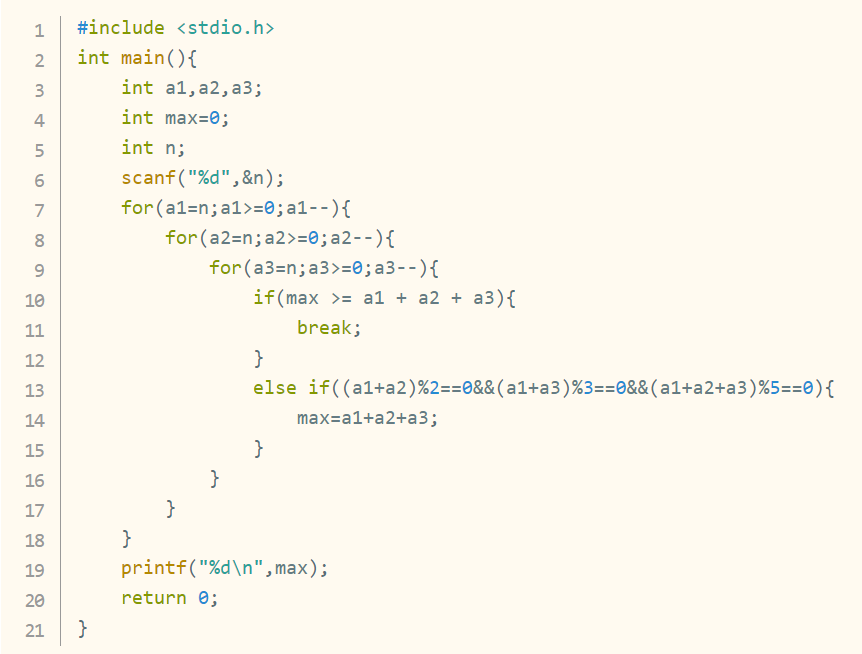 1 #include <stdio.h>
2 int main(){
3     int a1,a2,a3;
4     int max=0;
5     int n;
6     scanf("%d",&n);
7     for(a1=n;a1>=0;a1--){
8         for(a2=n;a2>=0;a2--){
9             for(a3=n;a3>=0;a3--){
10                 if(max >= a1 + a2 + a3){
11                     break;
12                 }
13                 else if((a1+a2)%2==0&&(a1+a3)%3==0&&(a1+a2+a3)%5==0){
14                     max=a1+a2+a3;
15                 }
16             }
17         }
18     }
19     printf("%d\n",max);
20     return 0;
21 }